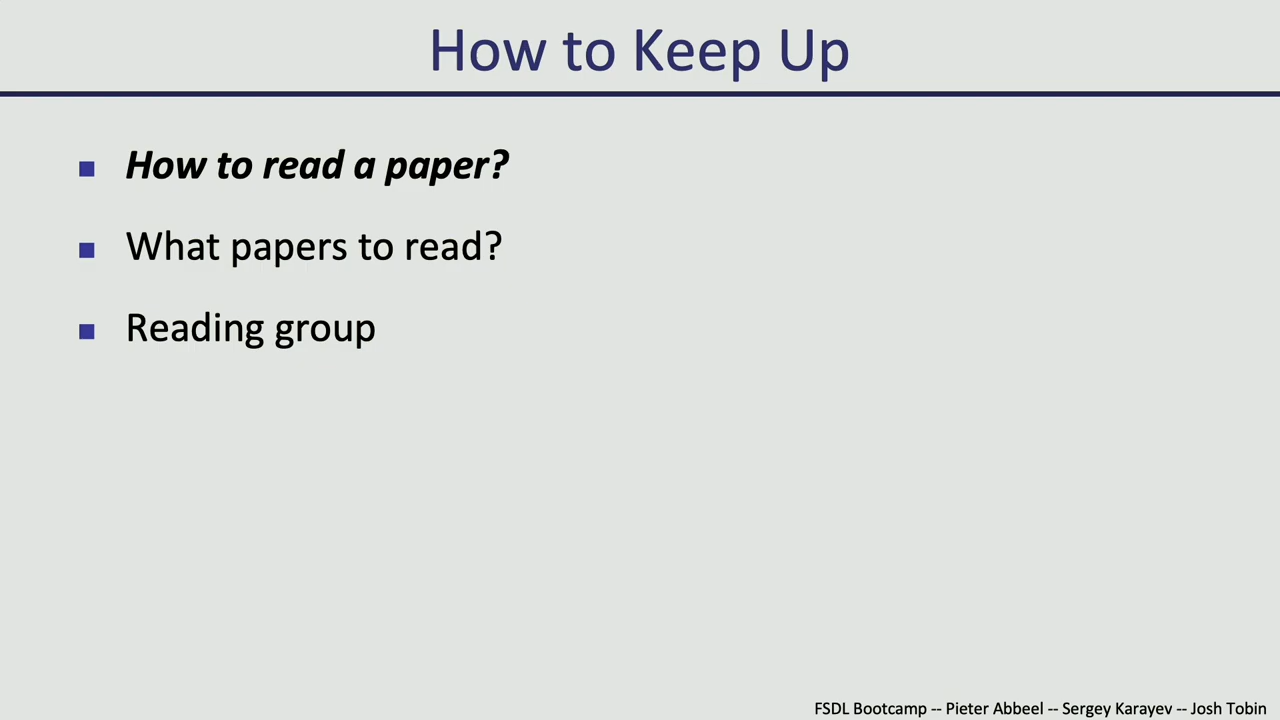 How to Keep Up
How to read a paper?
What papers to read?
Reading group
FSDL Bootcamp -- Pieter Abbeel -- Sergey Karayev -- Josh Tobin